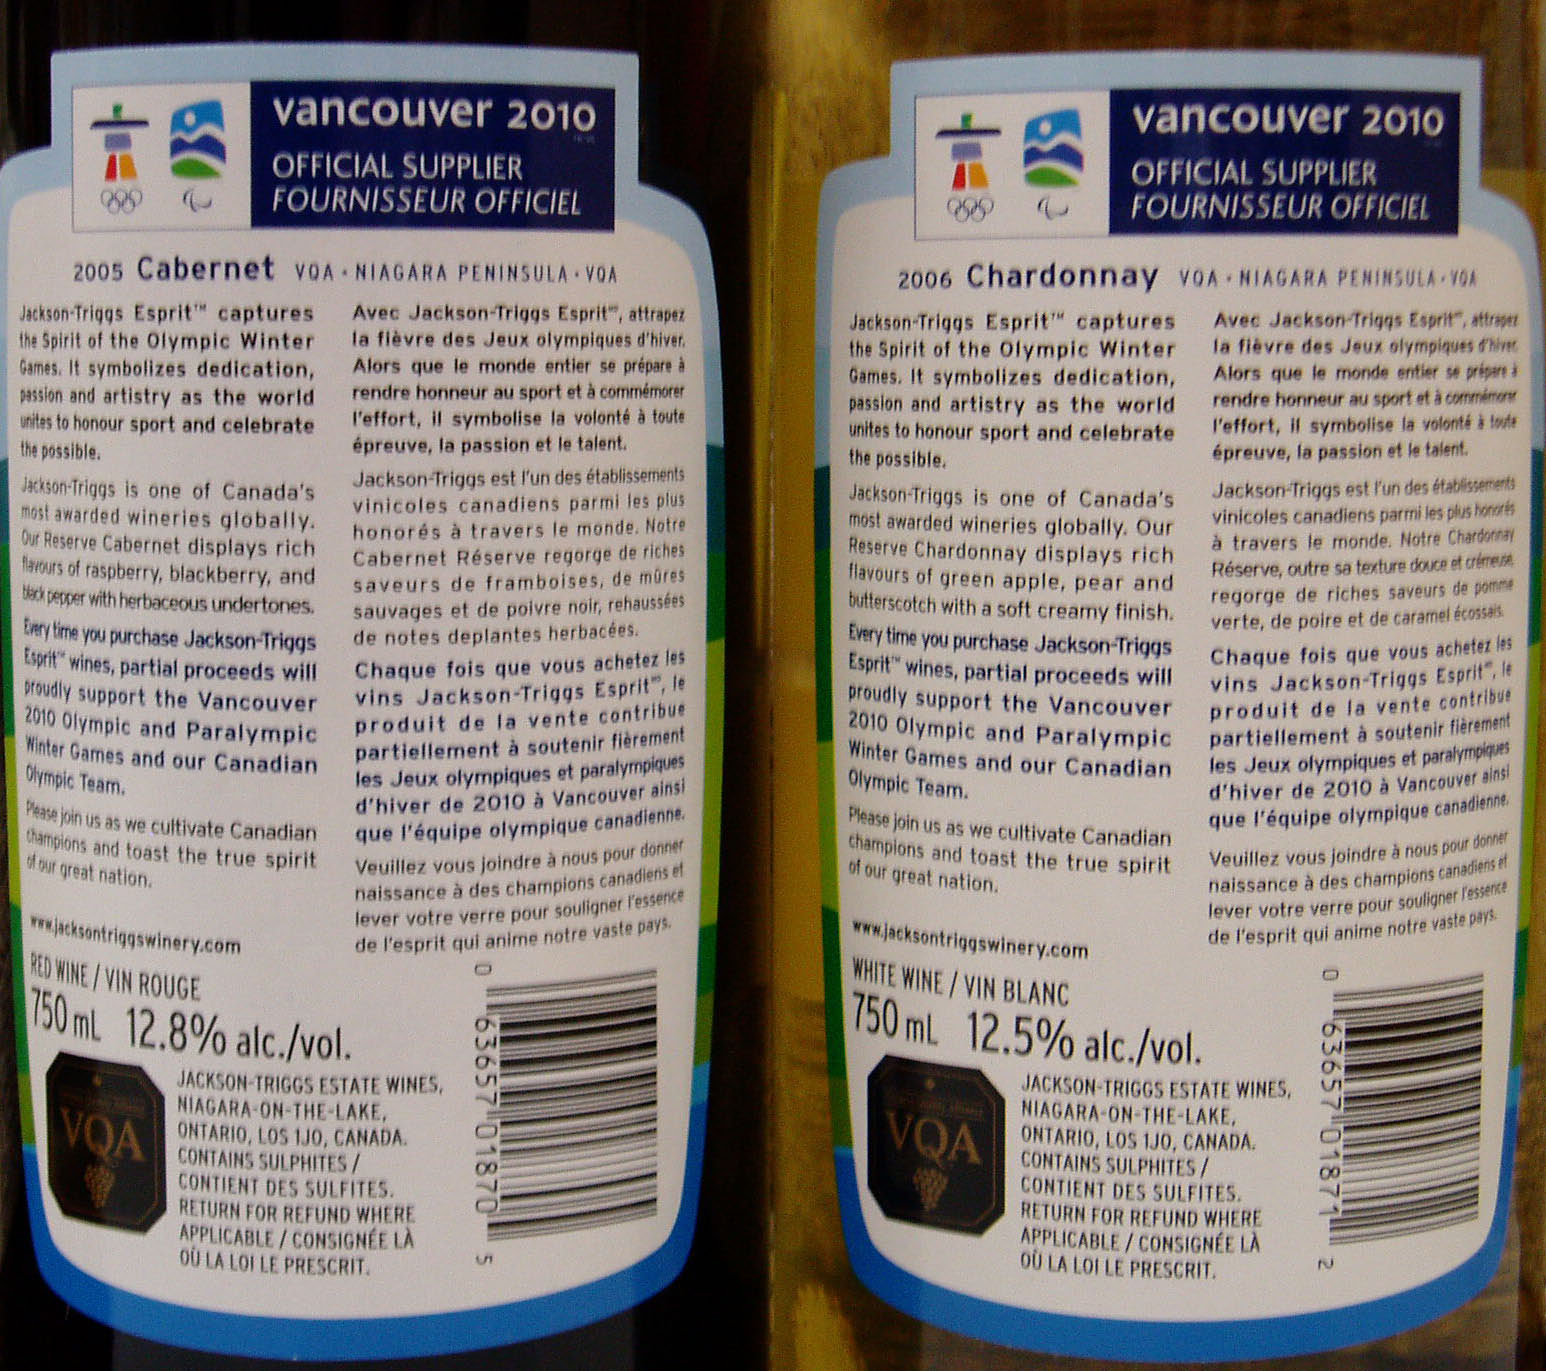 vancouver 2010
OFFICIAL SUPPLIER
FOURNISSEUR OFFICIEL
2005 Cabernet VQA • NIAGARA PENINSULA • VQA
Jackson-Triggs Esprit™ captures
the Spirit of the Olympic Winter
Games. It symbolizes dedication,
passion and artistry as the world
unites to honour sport and celebrate
the possible.
Jackson-Triggs is one of Canada's
most awarded wineries globally.
Our Reserve Cabernet displays rich
flavours of raspberry, blackberry, and
black pepper with herbaceous undertones.
Every time you purchase Jackson-Triggs
Esprit™ wines, partial proceeds will
proudly support the Vancouver
2010 Olympic and Paralympic
Winter Games and our Canadian
Olympic Team.
Please join us as we cultivate Canadian
champions and toast the true spirit
of our great nation.
www.jacksontriggswinery.com
Avec Jackson-Triggs Esprit™, attrapez
la fièvre des Jeux olympiques d'hiver.
Alors que le monde entier se prépare à
rendre honneur au sport et à commémorer
l'effort, il symbolise la volonté à toute
épreuve, la passion et le talent.
Jackson-Triggs est l'un des établissements
vinicoles canadiens parmi les plus
honorés à travers le monde. Notre
Cabernet Réserve regorge de riches
saveurs de framboises, de mûres
sauvages et de poivre noir, rehaussées
de notes deplantes herbacées.
Chaque fois que vous achetez les
vins Jackson-Triggs Esprit™, le
produit de la vente contribue
partiellement à soutenir fièrement
les Jeux olympiques et paralympiques
d'hiver de 2010 à Vancouver ainsi
que l'équipe olympique canadienne.
Veuillez vous joindre à nous pour donner
naissance à des champions canadiens et
lever votre verre pour souligner l'essence
de l'esprit qui anime notre vaste pays.
RED WINE / VIN ROUGE
750 mL 12.8% alc./vol.
VQA
JACKSON-TRIGGS ESTATE WINES,
NIAGARA-ON-THE-LAKE,
ONTARIO, LOS 1JO, CANADA.
CONTAINS SULPHITES /
CONTIENT DES SULFITES.
RETURN FOR REFUND WHERE
APPLICABLE / CONSIGNÉE LÀ
OÙ LA LOI LE PRESCRIT.
0 63657 01870 5
vancouver 2010
OFFICIAL SUPPLIER
FOURNISSEUR OFFICIEL
2006 Chardonnay VQA • NIAGARA PENINSULA • VQA
Jackson-Triggs Esprit™ captures
the Spirit of the Olympic Winter
Games. It symbolizes dedication,
passion and artistry as the world
unites to honour sport and celebrate
the possible.
Jackson-Triggs is one of Canada's
most awarded wineries globally. Our
Reserve Chardonnay displays rich
flavours of green apple, pear and
butterscotch with a soft creamy finish.
Every time you purchase Jackson-Triggs
Esprit™ wines, partial proceeds will
proudly support the Vancouver
2010 Olympic and Paralympic
Winter Games and our Canadian
Olympic Team.
Please join us as we cultivate Canadian
champions and toast the true spirit
of our great nation.
www.jacksontriggswinery.com
Avec Jackson-Triggs Esprit™, attrapez
la fièvre des Jeux olympiques d'hiver.
Alors que le monde entier se prépare à
rendre honneur au sport et à commémorer
l'effort, il symbolise la volonté à toute
épreuve, la passion et le talent.
Jackson-Triggs est l'un des établissements
vinicoles canadiens parmi les plus honorés
à travers le monde. Notre Chardonnay
Réserve, outre sa texture douce et crémeuse,
regorge de riches saveurs de pomme
verte, de poire et de caramel écossais.
Chaque fois que vous achetez les
vins Jackson-Triggs Esprit™, le
produit de la vente contribue
partiellement à soutenir fièrement
les Jeux olympiques et paralympiques
d'hiver de 2010 à Vancouver ainsi
que l'équipe olympique canadienne.
Veuillez vous joindre à nous pour donner
naissance à des champions canadiens et
lever votre verre pour souligner l'essence
de l'esprit qui anime notre vaste pays.
WHITE WINE / VIN BLANC
750 mL 12.5% alc./vol.
VQA
JACKSON-TRIGGS ESTATE WINES,
NIAGARA-ON-THE-LAKE,
ONTARIO, LOS 1JO, CANADA.
CONTAINS SULPHITES /
CONTIENT DES SULFITES.
RETURN FOR REFUND WHERE
APPLICABLE / CONSIGNÉE LÀ
OÙ LA LOI LE PRESCRIT.
0 63657 01871 2